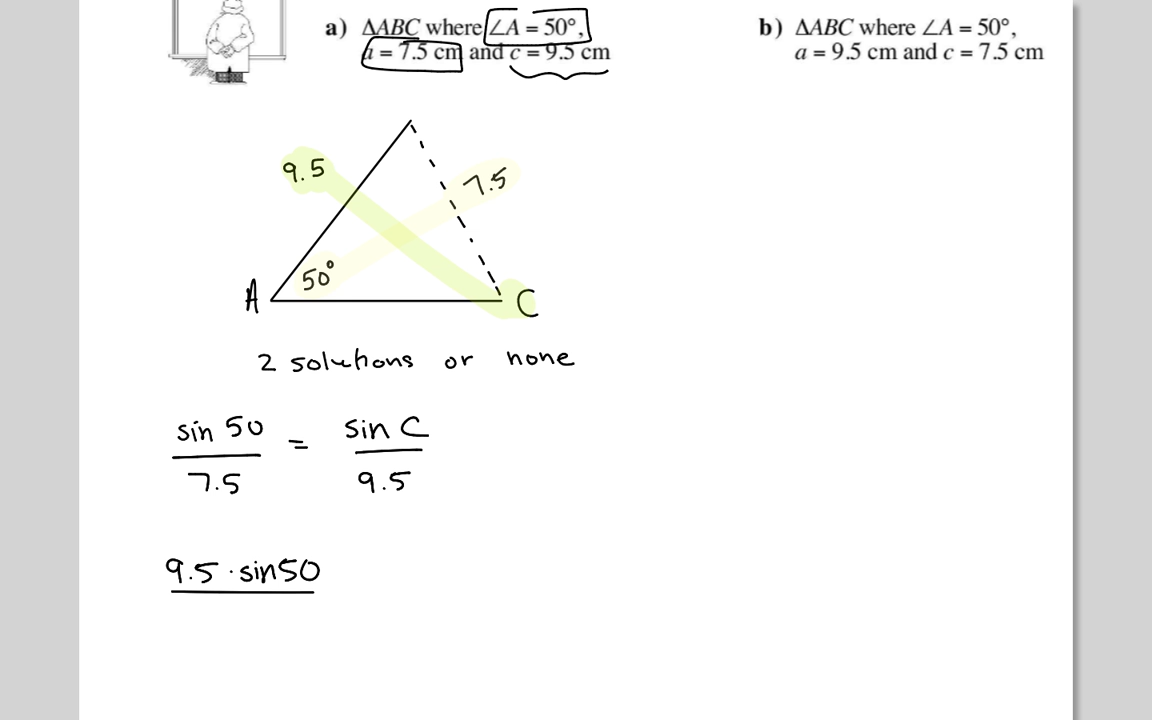 a) ΔABC where ∠A = 50°,
a = 7.5 cm and c = 9.5 cm
b) ΔABC where ∠A = 50°,
a = 9.5 cm and c = 7.5 cm
9.5
7.5
50°
A
C
2 solutions or none
sin 50 = sin C
7.5 9.5
9.5 · sin50